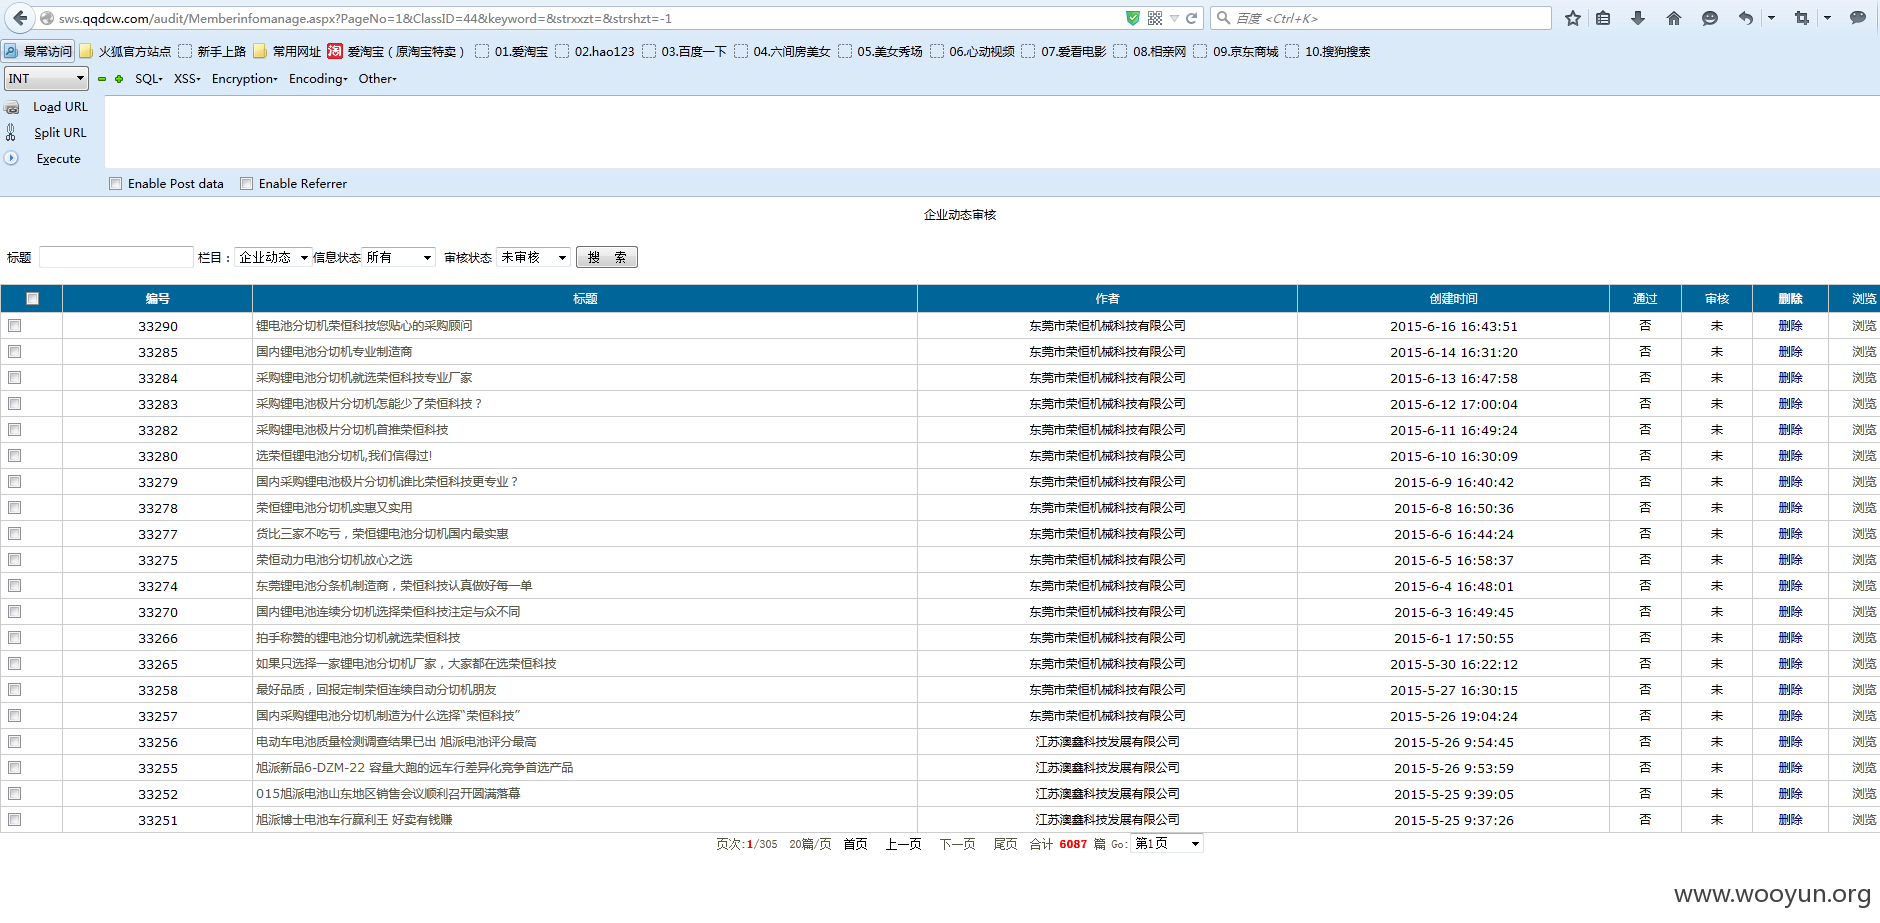 sws.qqdcw.com/audit/Memberinfomanage.aspx?PageNo=1&ClassID=44&keyword=&strxxzt=&strshzt=-1 百度 <Ctrl+K>
最常访问 火狐官方站点 新手上路 常用网址 爱淘宝（原淘宝特卖） 01.爱淘宝 02.hao123 03.百度一下 04.六间房美女 05.美女秀场 06.心动视频 07.爱看电影 08.相亲网 09.京东商城 10.搜狗搜索
INT SQL XSS Encryption Encoding Other
Load URL
Split URL
Execute
Enable Post data Enable Referrer
企业动态审核
标题 栏目： 企业动态 信息状态 所有 审核状态 未审核 搜 索
编号 标题 作者 创建时间 通过 审核 删除 浏览
33290 锂电池分切机荣恒科技您贴心的采购顾问 东莞市荣恒机械科技有限公司 2015-6-16 16:43:51 否 未 删除 浏览
33285 国内锂电池分切机专业制造商 东莞市荣恒机械科技有限公司 2015-6-14 16:31:20 否 未 删除 浏览
33284 采购锂电池分切机就选荣恒科技专业厂家 东莞市荣恒机械科技有限公司 2015-6-13 16:47:58 否 未 删除 浏览
33283 采购锂电池极片分切机怎能少了荣恒科技？ 东莞市荣恒机械科技有限公司 2015-6-12 17:00:04 否 未 删除 浏览
33282 采购锂电池极片分切机首推荣恒科技 东莞市荣恒机械科技有限公司 2015-6-11 16:49:24 否 未 删除 浏览
33280 选荣恒锂电池分切机,我们信得过! 东莞市荣恒机械科技有限公司 2015-6-10 16:30:09 否 未 删除 浏览
33279 国内采购锂电池极片分切机谁比荣恒科技更专业？ 东莞市荣恒机械科技有限公司 2015-6-9 16:40:42 否 未 删除 浏览
33278 荣恒锂电池分切机实惠又实用 东莞市荣恒机械科技有限公司 2015-6-8 16:50:36 否 未 删除 浏览
33277 货比三家不吃亏，荣恒锂电池分切机国内最实惠 东莞市荣恒机械科技有限公司 2015-6-6 16:44:24 否 未 删除 浏览
33275 荣恒动力电池分切机放心之选 东莞市荣恒机械科技有限公司 2015-6-5 16:58:37 否 未 删除 浏览
33274 东莞锂电池分条机制造商，荣恒科技认真做好每一单 东莞市荣恒机械科技有限公司 2015-6-4 16:48:01 否 未 删除 浏览
33270 国内锂电池连续分切机选择荣恒科技注定与众不同 东莞市荣恒机械科技有限公司 2015-6-3 16:49:45 否 未 删除 浏览
33266 拍手称赞的锂电池分切机就选荣恒科技 东莞市荣恒机械科技有限公司 2015-6-1 17:50:55 否 未 删除 浏览
33265 如果只选择一家锂电池分切机厂家，大家都在选荣恒科技 东莞市荣恒机械科技有限公司 2015-5-30 16:22:12 否 未 删除 浏览
33258 最好品质，回报定制荣恒连续自动分切机朋友 东莞市荣恒机械科技有限公司 2015-5-27 16:30:15 否 未 删除 浏览
33257 国内采购锂电池分切机制造为什么选择“荣恒科技” 东莞市荣恒机械科技有限公司 2015-5-26 19:04:24 否 未 删除 浏览
33256 电动车电池质量检测调查结果已出 旭派电池评分最高 江苏澳鑫科技发展有限公司 2015-5-26 9:54:45 否 未 删除 浏览
33255 旭派新品6-DZM-22 容量大跑的远车行差异化竞争首选产品 江苏澳鑫科技发展有限公司 2015-5-26 9:53:59 否 未 删除 浏览
33252 015旭派电池山东地区销售会议顺利召开圆满落幕 江苏澳鑫科技发展有限公司 2015-5-25 9:39:05 否 未 删除 浏览
33251 旭派博士电池车行赢利王 好卖有钱赚 江苏澳鑫科技发展有限公司 2015-5-25 9:37:26 否 未 删除 浏览
页次:1/305 20篇/页 首页 上一页 下一页 尾页 合计 6087 篇 Go: 第1页
www.wooyun.org